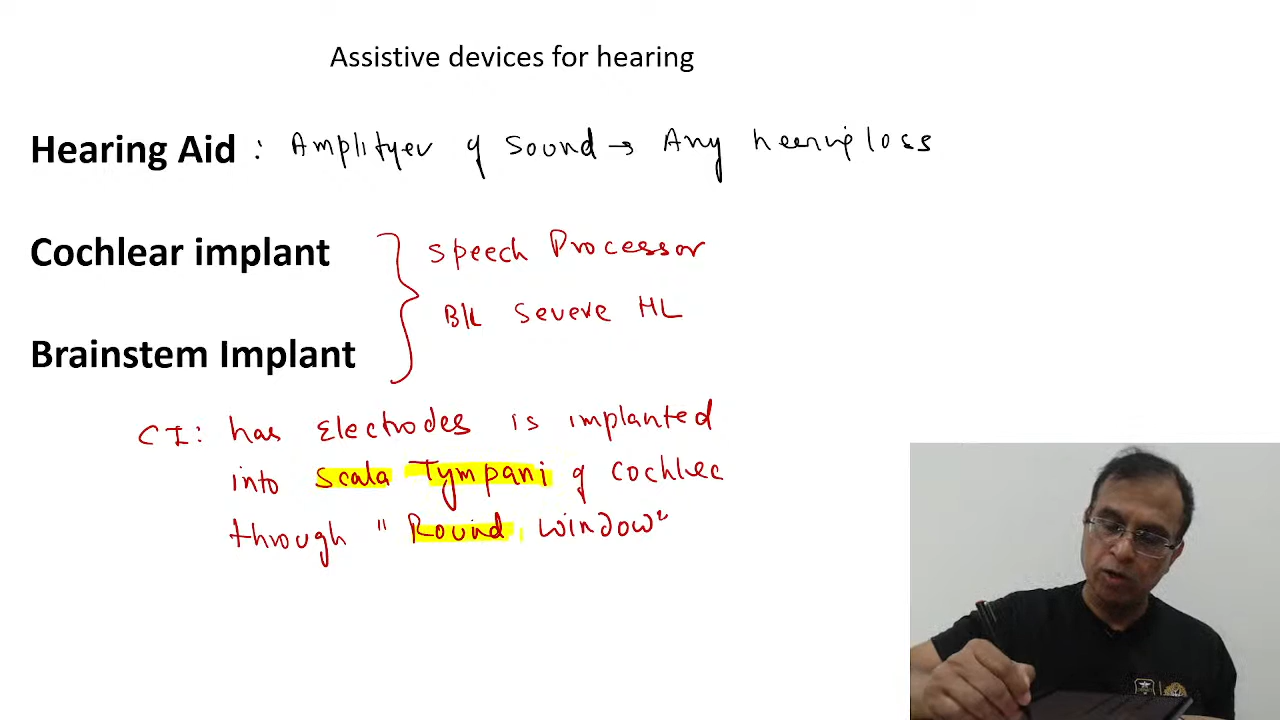 Assistive devices for hearing
Hearing Aid : Amplifyer of Sound → Any hearing loss
Cochlear implant
Speech Processor
B/L Severe HL
Brainstem Implant
CI: has Electrodes is implanted
into Scala Tympani of Cochlea
through "Round window"